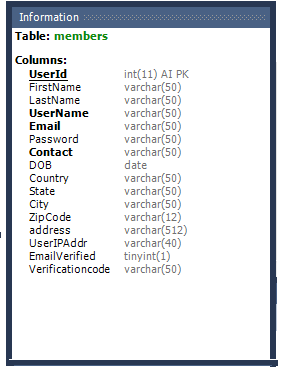 Information
Table: members
Columns:
UserId int(11) AI PK
FirstName varchar(50)
LastName varchar(50)
UserName varchar(50)
Email varchar(50)
Password varchar(50)
Contact varchar(50)
DOB date
Country varchar(50)
State varchar(50)
City varchar(50)
ZipCode varchar(12)
address varchar(512)
UserIPAddr varchar(40)
EmailVerified tinyint(1)
Verificationcode varchar(50)